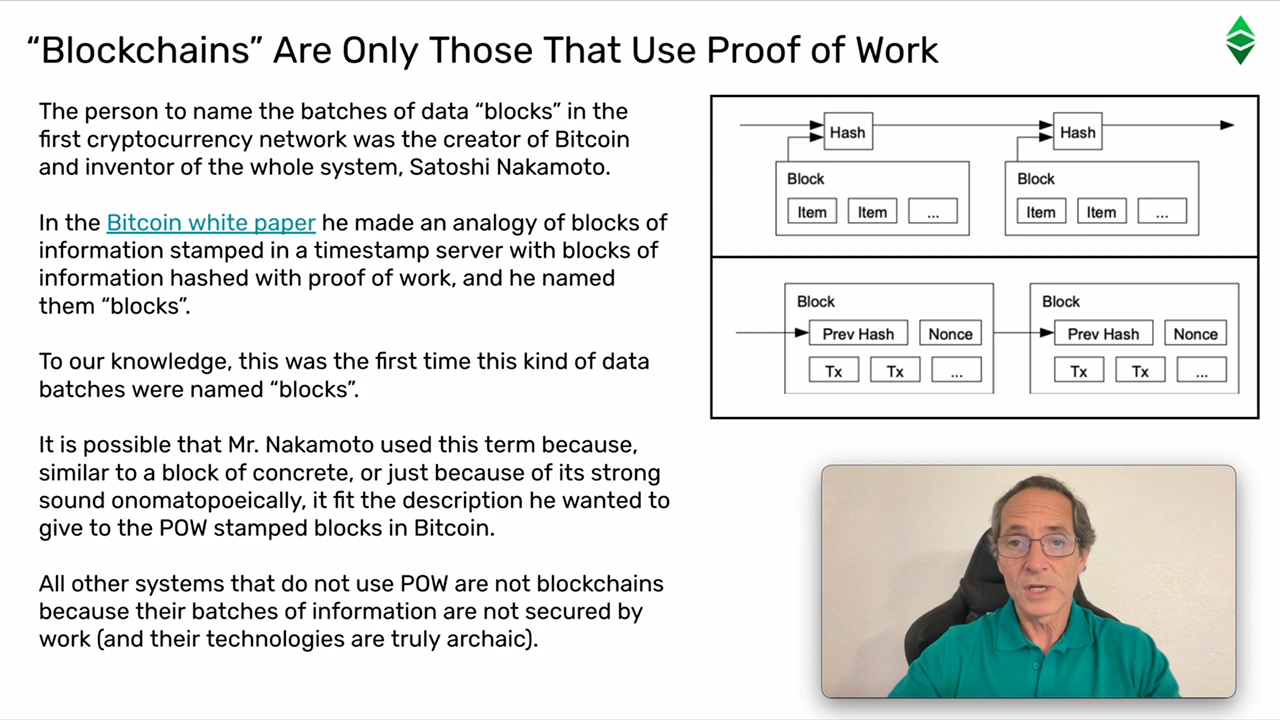 “Blockchains” Are Only Those That Use Proof of Work
The person to name the batches of data “blocks” in the
first cryptocurrency network was the creator of Bitcoin
and inventor of the whole system, Satoshi Nakamoto.
In the Bitcoin white paper he made an analogy of blocks of
information stamped in a timestamp server with blocks of
information hashed with proof of work, and he named
them “blocks”.
To our knowledge, this was the first time this kind of data
batches were named “blocks”.
It is possible that Mr. Nakamoto used this term because,
similar to a block of concrete, or just because of its strong
sound onomatopoeically, it fit the description he wanted to
give to the POW stamped blocks in Bitcoin.
All other systems that do not use POW are not blockchains
because their batches of information are not secured by
work (and their technologies are truly archaic).
Hash Hash
Block Block
Item Item ... Item Item ...
Block Block
Prev Hash Nonce Prev Hash Nonce
Tx Tx ... Tx Tx ...